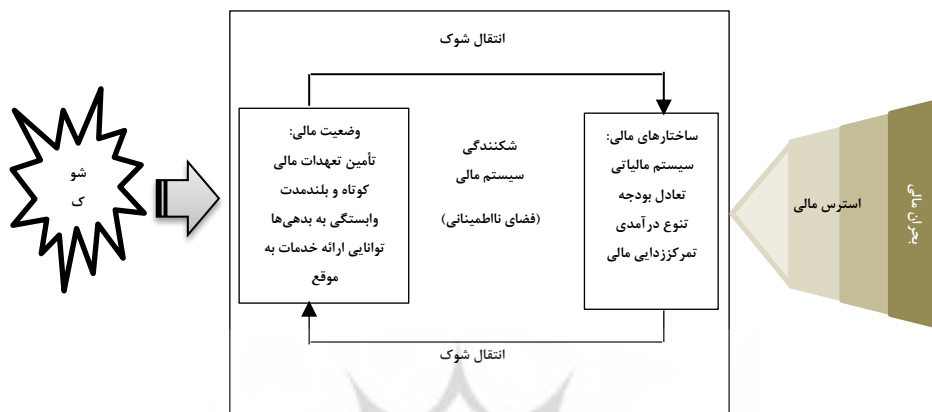 انتقال شوک
شو
ک
وضعیت مالی:
تأمین تعهدات مالی
کوتاه و بلندمدت
وابستگی به بدهی‌ها
توانایی ارائه خدمات به
موقع
شکنندگی
سیستم مالی
(فضای نااطمینانی)
ساختارهای مالی:
سیستم مالیاتی
تعادل بودجه
تنوع درآمدی
تمرکززدایی مالی
استرس مالی
بحران مالی
انتقال شوک